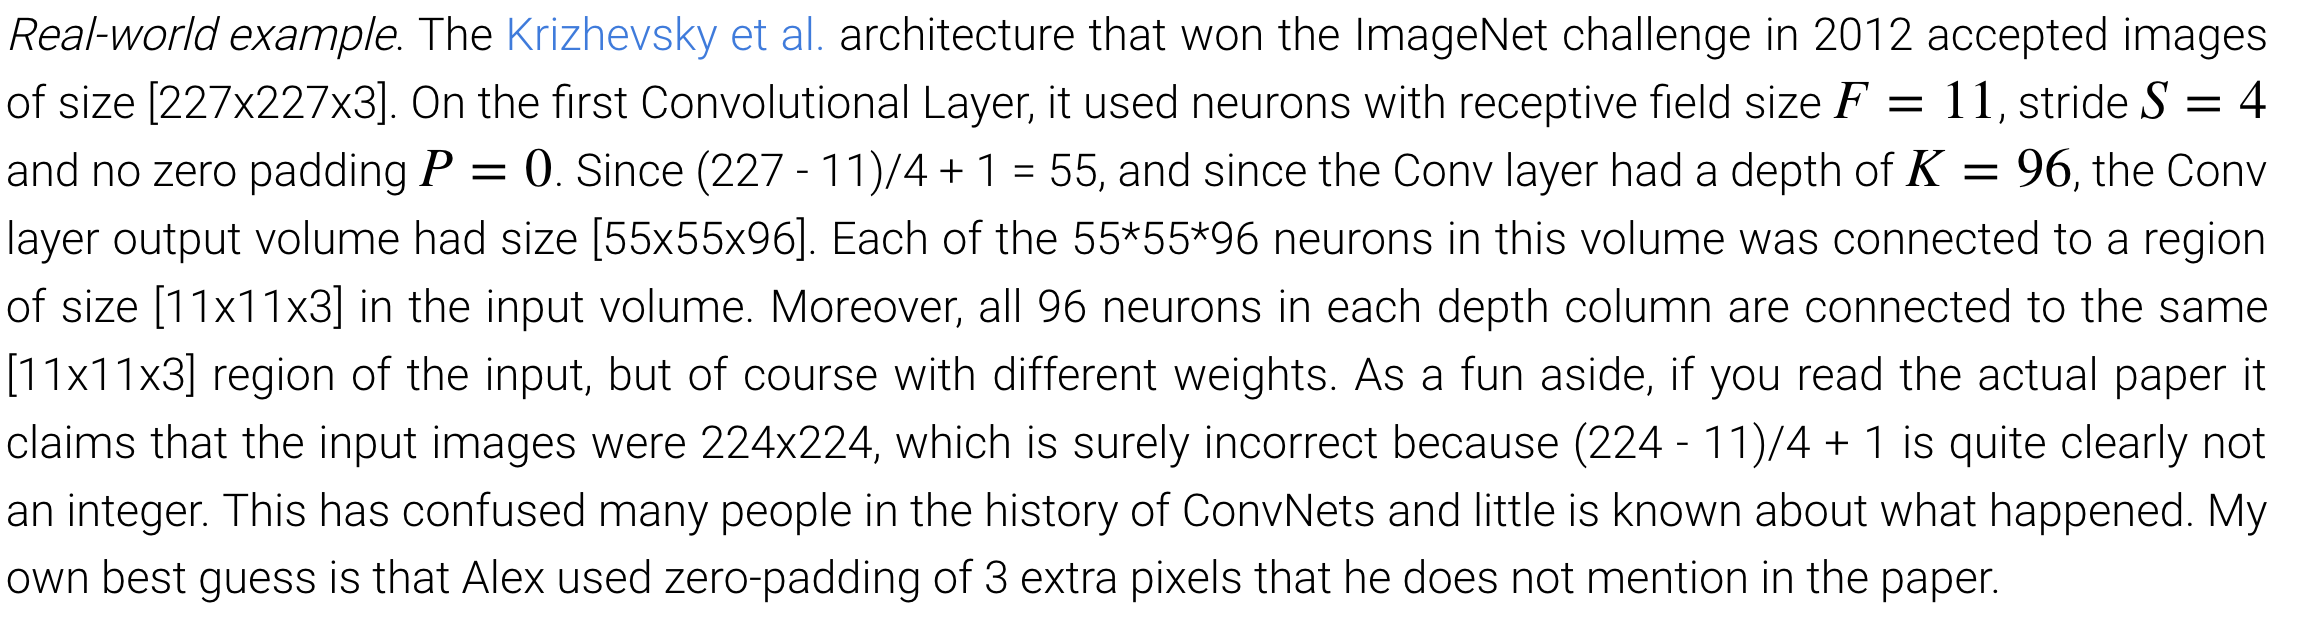 Real-world example. The Krizhevsky et al. architecture that won the ImageNet challenge in 2012 accepted images
of size [227x227x3]. On the first Convolutional Layer, it used neurons with receptive field size F = 11, stride S = 4
and no zero padding P = 0. Since (227 - 11)/4 + 1 = 55, and since the Conv layer had a depth of K = 96, the Conv
layer output volume had size [55x55x96]. Each of the 55*55*96 neurons in this volume was connected to a region
of size [11x11x3] in the input volume. Moreover, all 96 neurons in each depth column are connected to the same
[11x11x3] region of the input, but of course with different weights. As a fun aside, if you read the actual paper it
claims that the input images were 224x224, which is surely incorrect because (224 - 11)/4 + 1 is quite clearly not
an integer. This has confused many people in the history of ConvNets and little is known about what happened. My
own best guess is that Alex used zero-padding of 3 extra pixels that he does not mention in the paper.